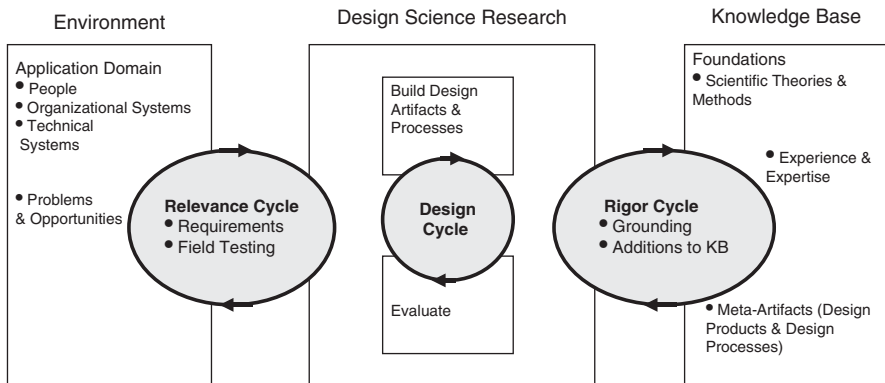 Environment
Design Science Research
Knowledge Base
Application Domain
● People
● Organizational Systems
● Technical
Systems
● Problems
& Opportunities
Relevance Cycle
● Requirements
● Field Testing
Build Design
Artifacts &
Processes
Design
Cycle
Evaluate
Rigor Cycle
● Grounding
● Additions to KB
Foundations
● Scientific Theories &
Methods
● Experience &
Expertise
● Meta-Artifacts (Design
Products & Design
Processes)